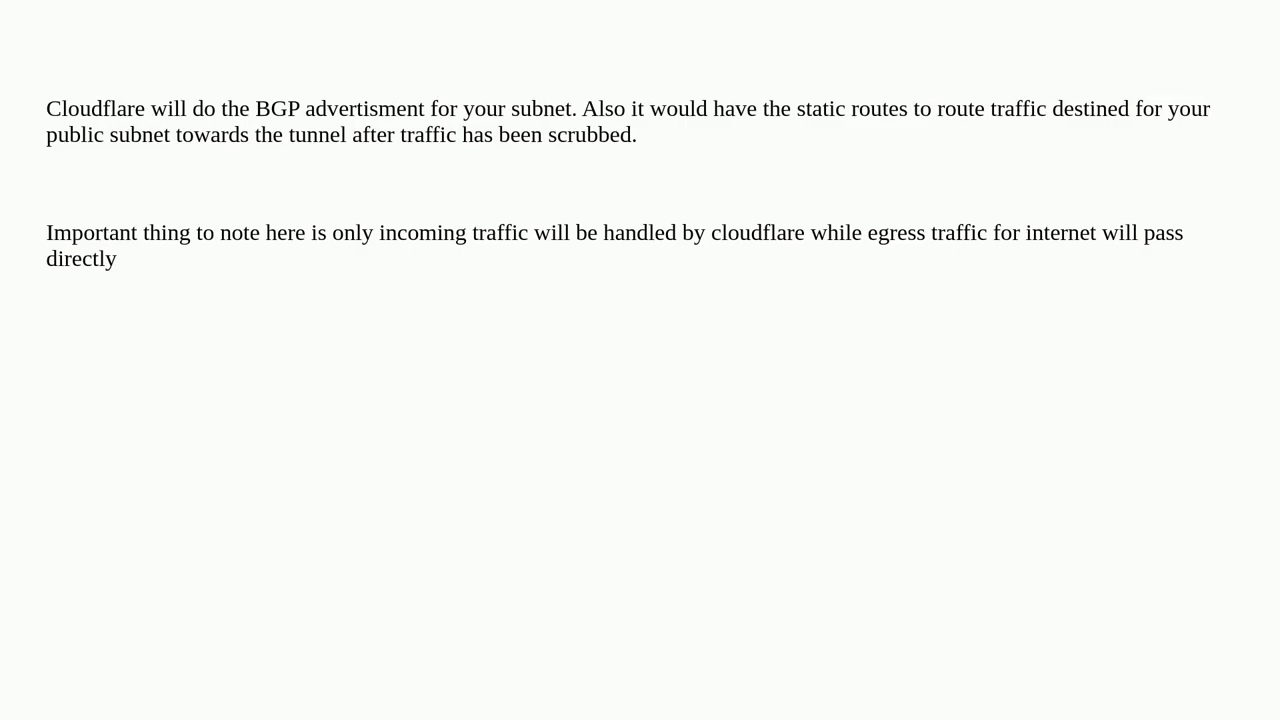 Cloudflare will do the BGP advertisment for your subnet. Also it would have the static routes to route traffic destined for your
public subnet towards the tunnel after traffic has been scrubbed.
Important thing to note here is only incoming traffic will be handled by cloudflare while egress traffic for internet will pass
directly